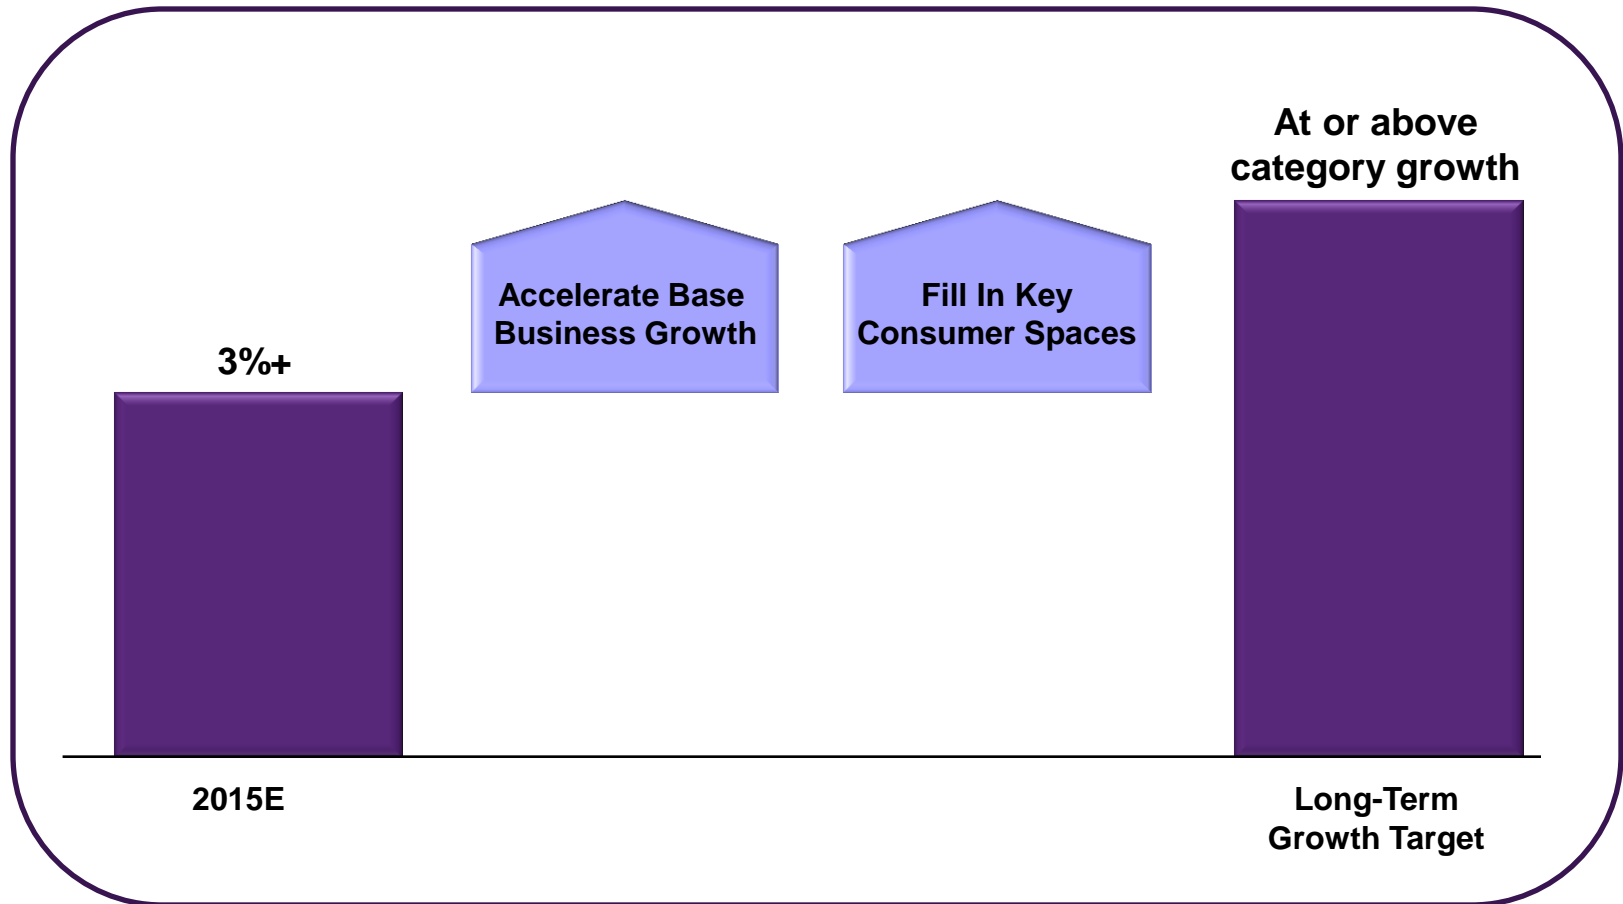 At or above
category growth
Accelerate Base
Business Growth
Fill In Key
Consumer Spaces
3%+
2015E
Long-Term
Growth Target